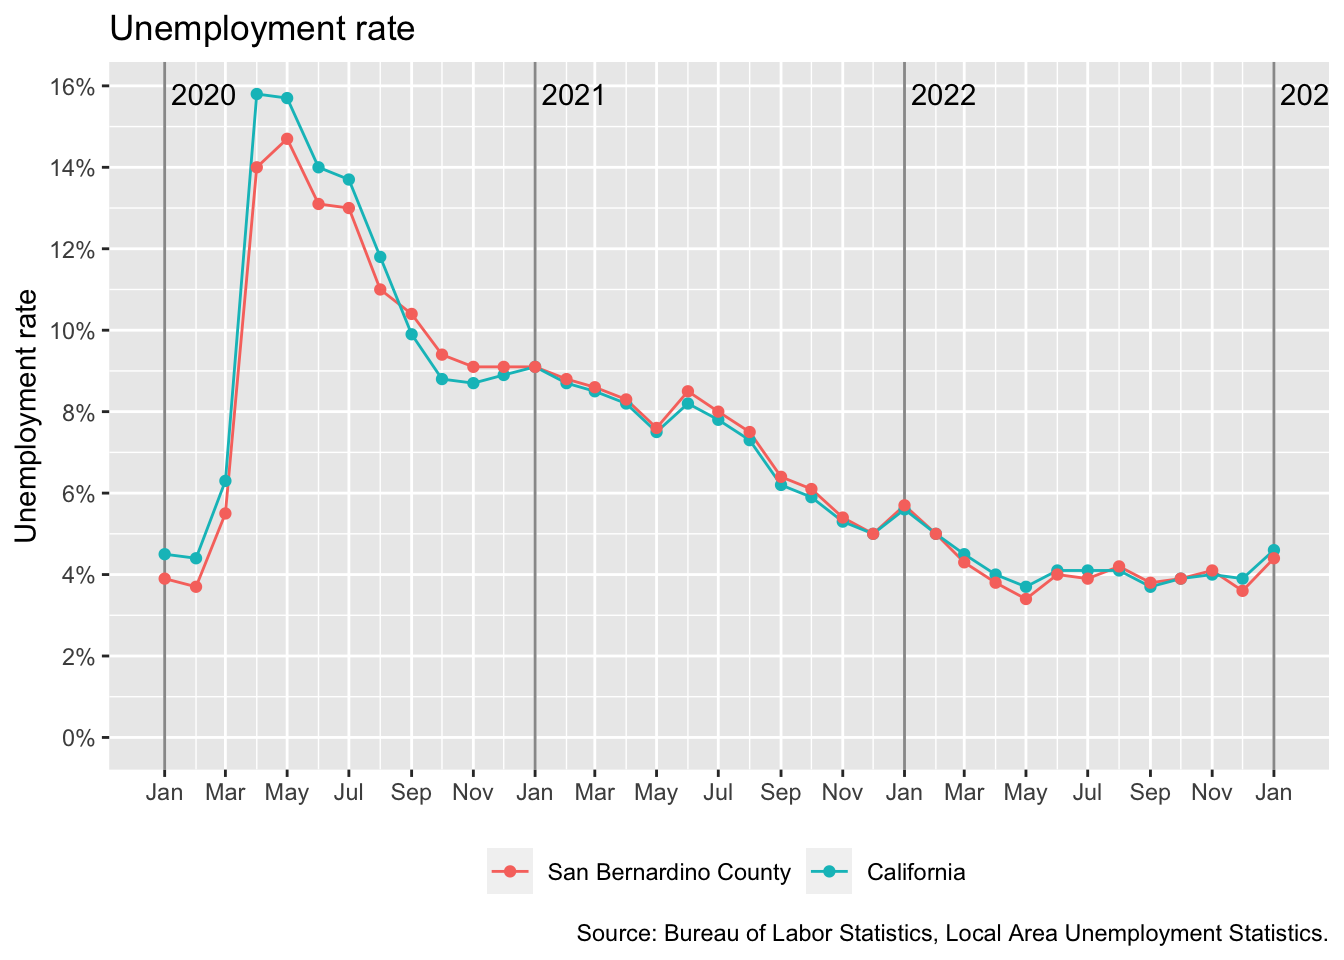 Unemployment rate
2020 2021 2022 202
16%
14%
12%
10%
8%
6%
4%
2%
0%
Unemployment rate
Jan Mar May Jul Sep Nov Jan Mar May Jul Sep Nov Jan Mar May Jul Sep Nov Jan
San Bernardino County California
Source: Bureau of Labor Statistics, Local Area Unemployment Statistics.